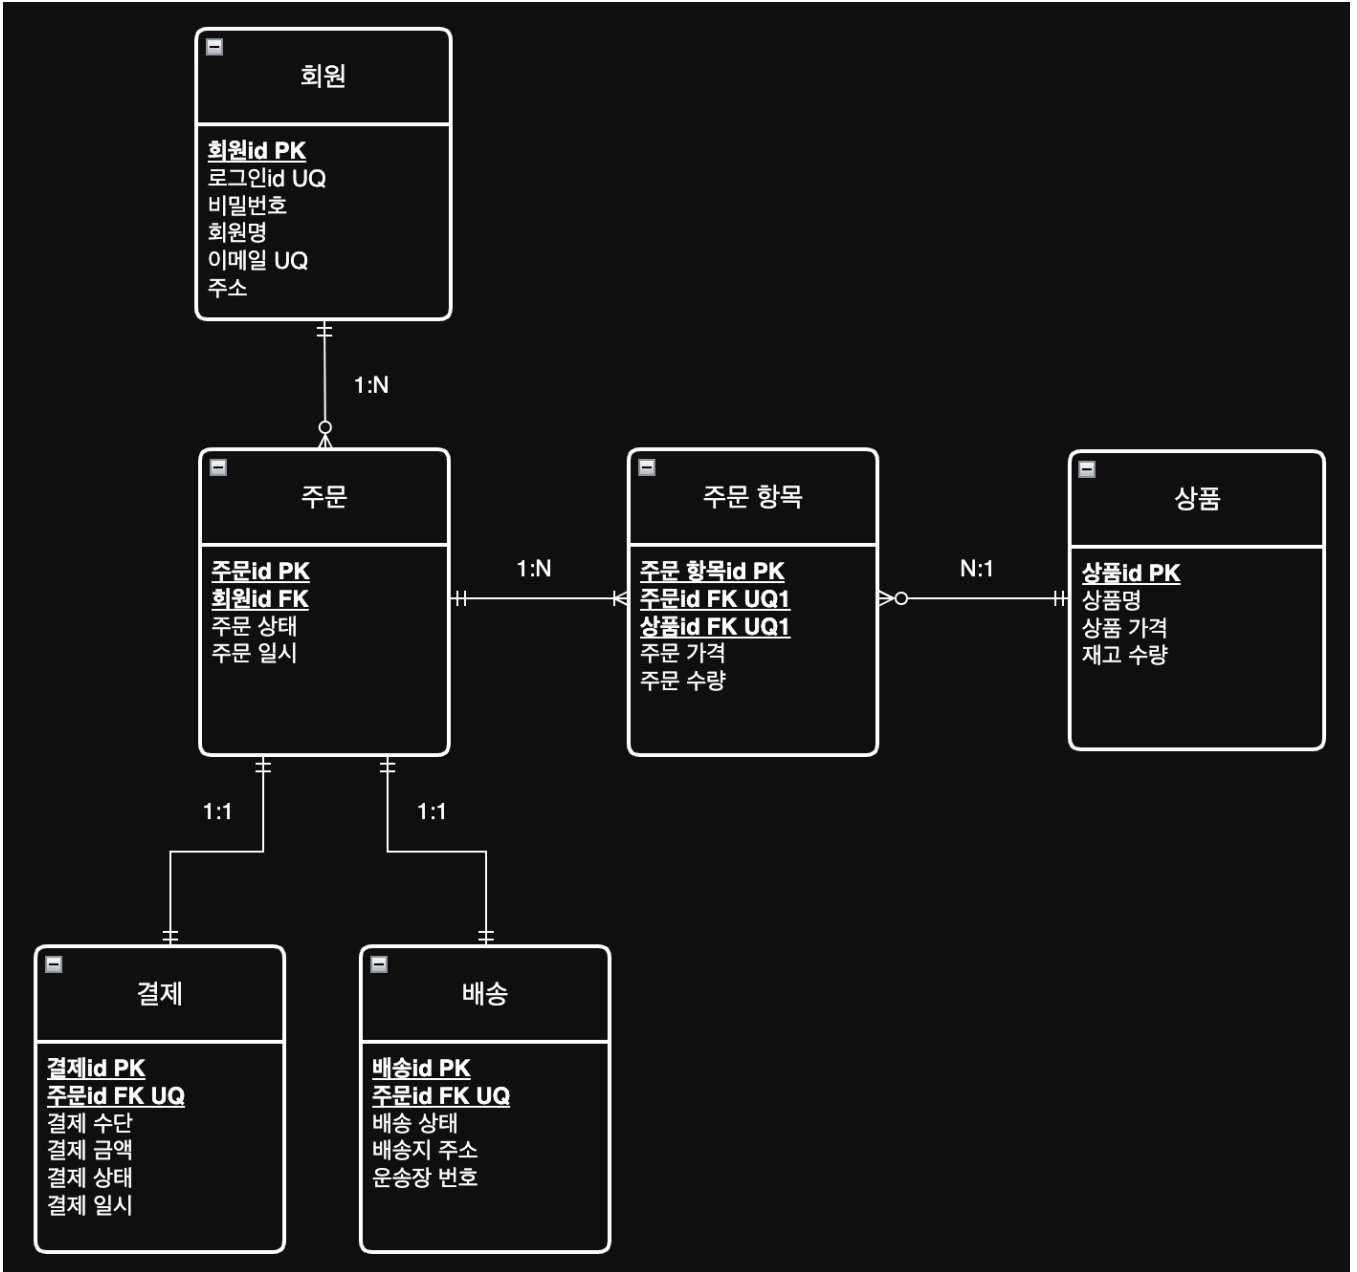 회원
회원id PK
로그인id UQ
비밀번호
회원명
이메일 UQ
주소
1:N
주문
주문id PK
회원id FK
주문 상태
주문 일시
1:N
주문 항목
주문 항목id PK
주문id FK UQ1
상품id FK UQ1
주문 가격
주문 수량
N:1
상품
상품id PK
상품명
상품 가격
재고 수량
1:1
1:1
결제
결제id PK
주문id FK UQ
결제 수단
결제 금액
결제 상태
결제 일시
배송
배송id PK
주문id FK UQ
배송 상태
배송지 주소
운송장 번호